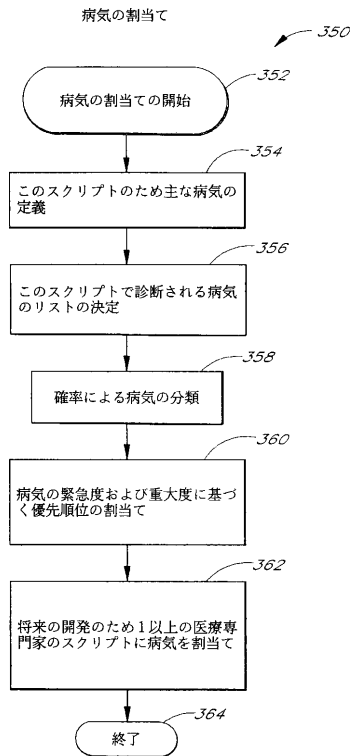 病気の割当て
350
352
病気の割当ての開始
354
このスクリプトのため主な病気の
定義
356
このスクリプトで診断される病気
のリストの決定
358
確率による病気の分類
360
病気の緊急度および重大度に基づ
く優先順位の割当て
362
将来の開発のため1以上の医療専
門家のスクリプトに病気を割当て
364
終了